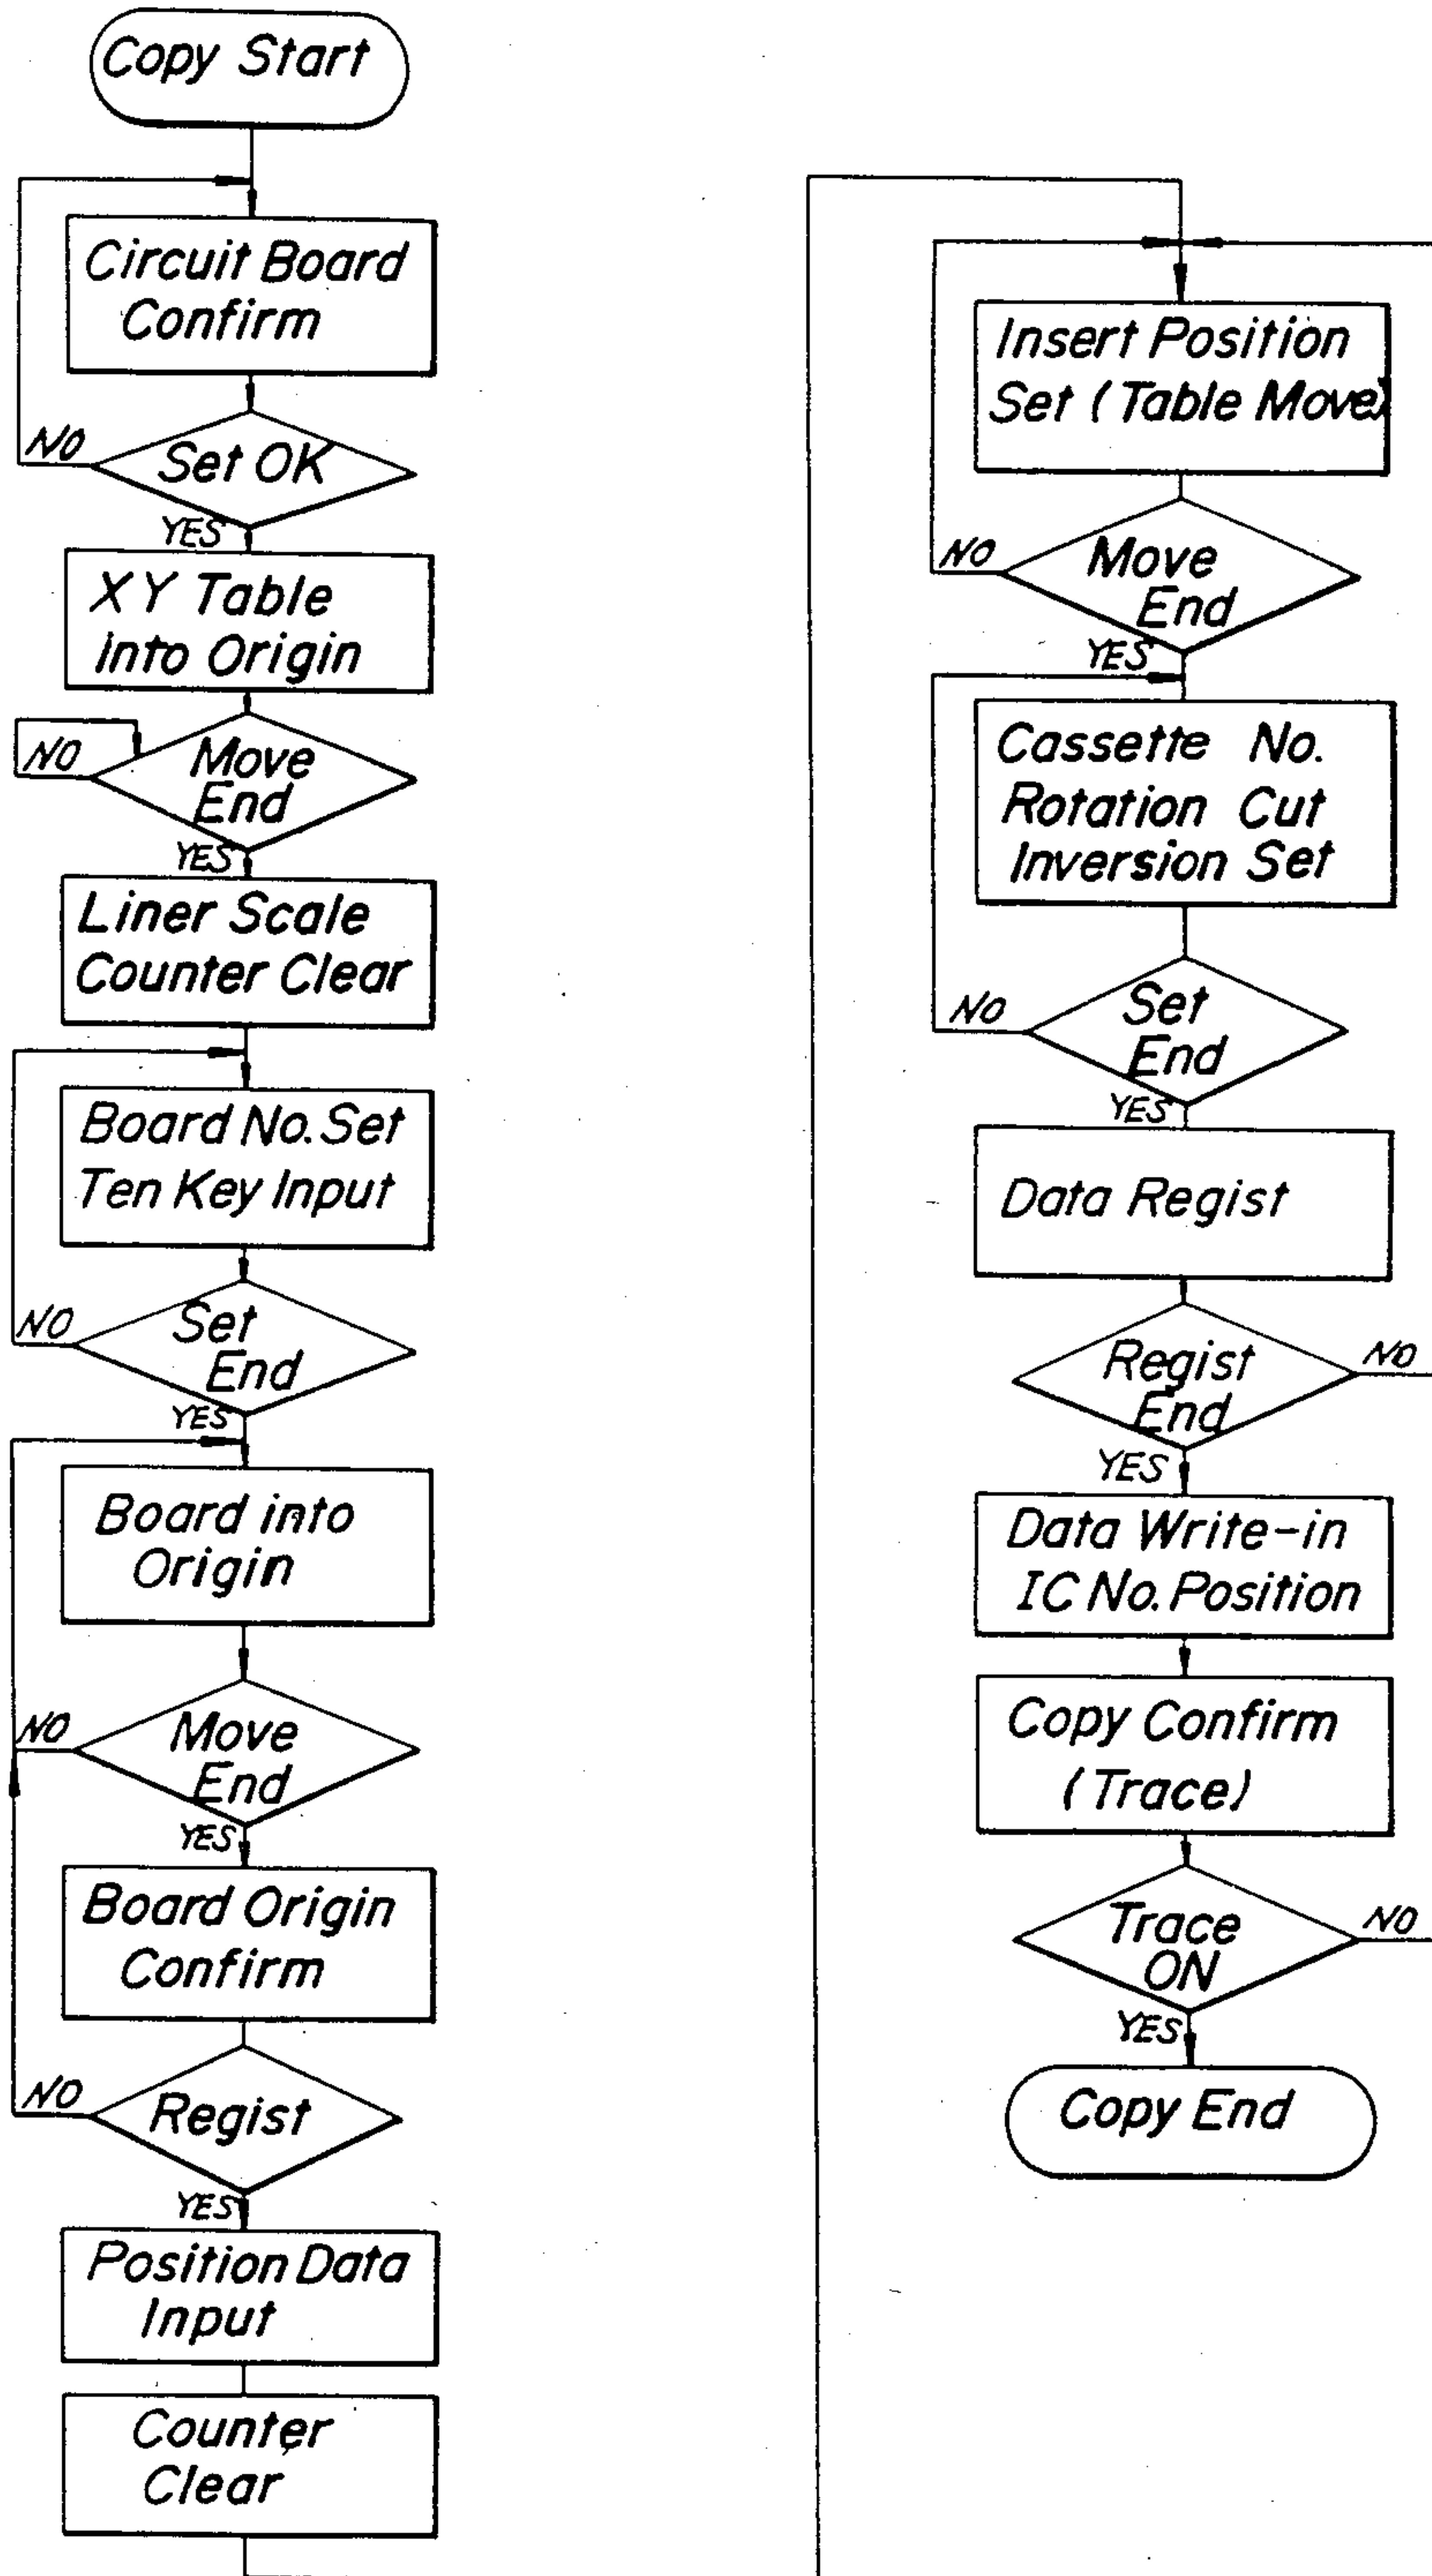 Copy Start
Circuit Board
Confirm
NO
Set OK
YES
XY Table
into Origin
NO
Move
End
YES
Liner Scale
Counter Clear
Board No. Set
Ten Key Input
NO
Set
End
YES
Board into
Origin
NO
Move
End
YES
Board Origin
Confirm
NO
Regist
YES
Position Data
Input
Counter
Clear
Insert Position
Set (Table Move)
NO
Move
End
YES
Cassette No.
Rotation Cut
Inversion Set
NO
Set
End
YES
Data Regist
Regist
End
NO
YES
Data Write-in
IC No. Position
Copy Confirm
(Trace)
Trace
ON
NO
YES
Copy End